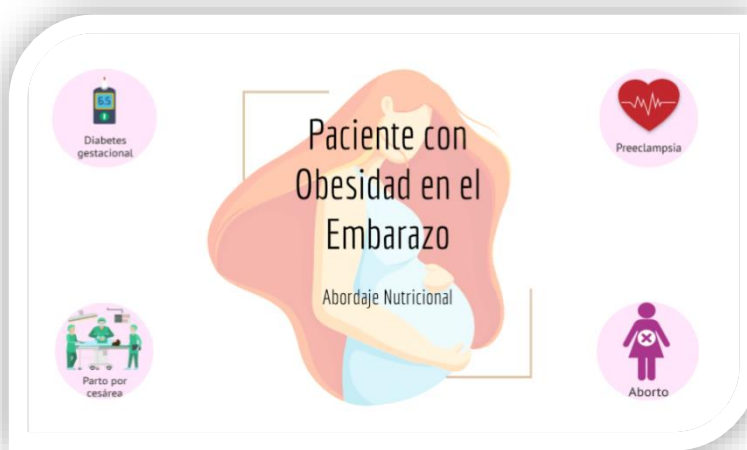 6.5
Diabetes
gestacional
Preeclampsia
Paciente con
Obesidad en el
Embarazo
Abordaje Nutricional
Parto por
cesárea
Aborto